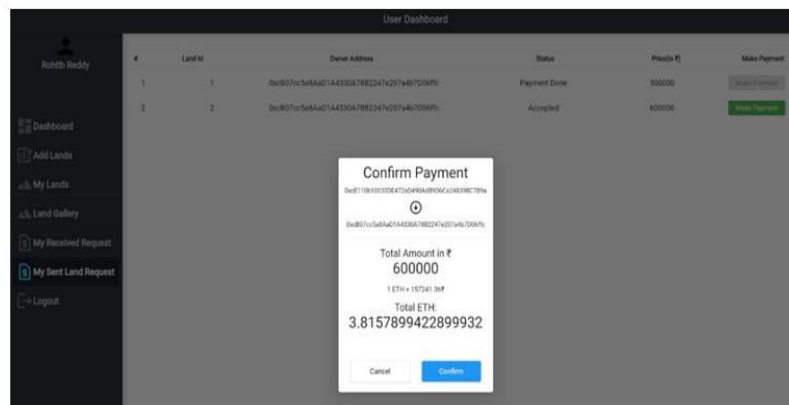 User Dashboard
Rohith Reddy
# Land Id Owner Address Status Price(in ₹) Make Payment
1 1 Payment Done 500000 Make Payment
2 2 Accepted 600000 Make Payment
Dashboard
Add Lands
My Lands
Land Gallery
My Received Request
My Sent Land Request
Logout
Confirm Payment
Total Amount in ₹
600000
1 ETH = 157241.36₹
Total ETH:
3.8157899422899932
Cancel Confirm